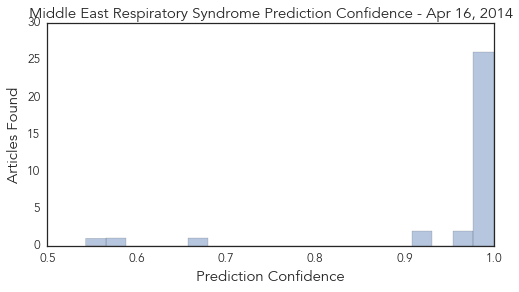 Middle East Respiratory Syndrome Prediction Confidence - Apr 16, 2014
30
25
20
15
10
5
0
Articles Found
0.5 0.6 0.7 0.8 0.9 1.0
Prediction Confidence